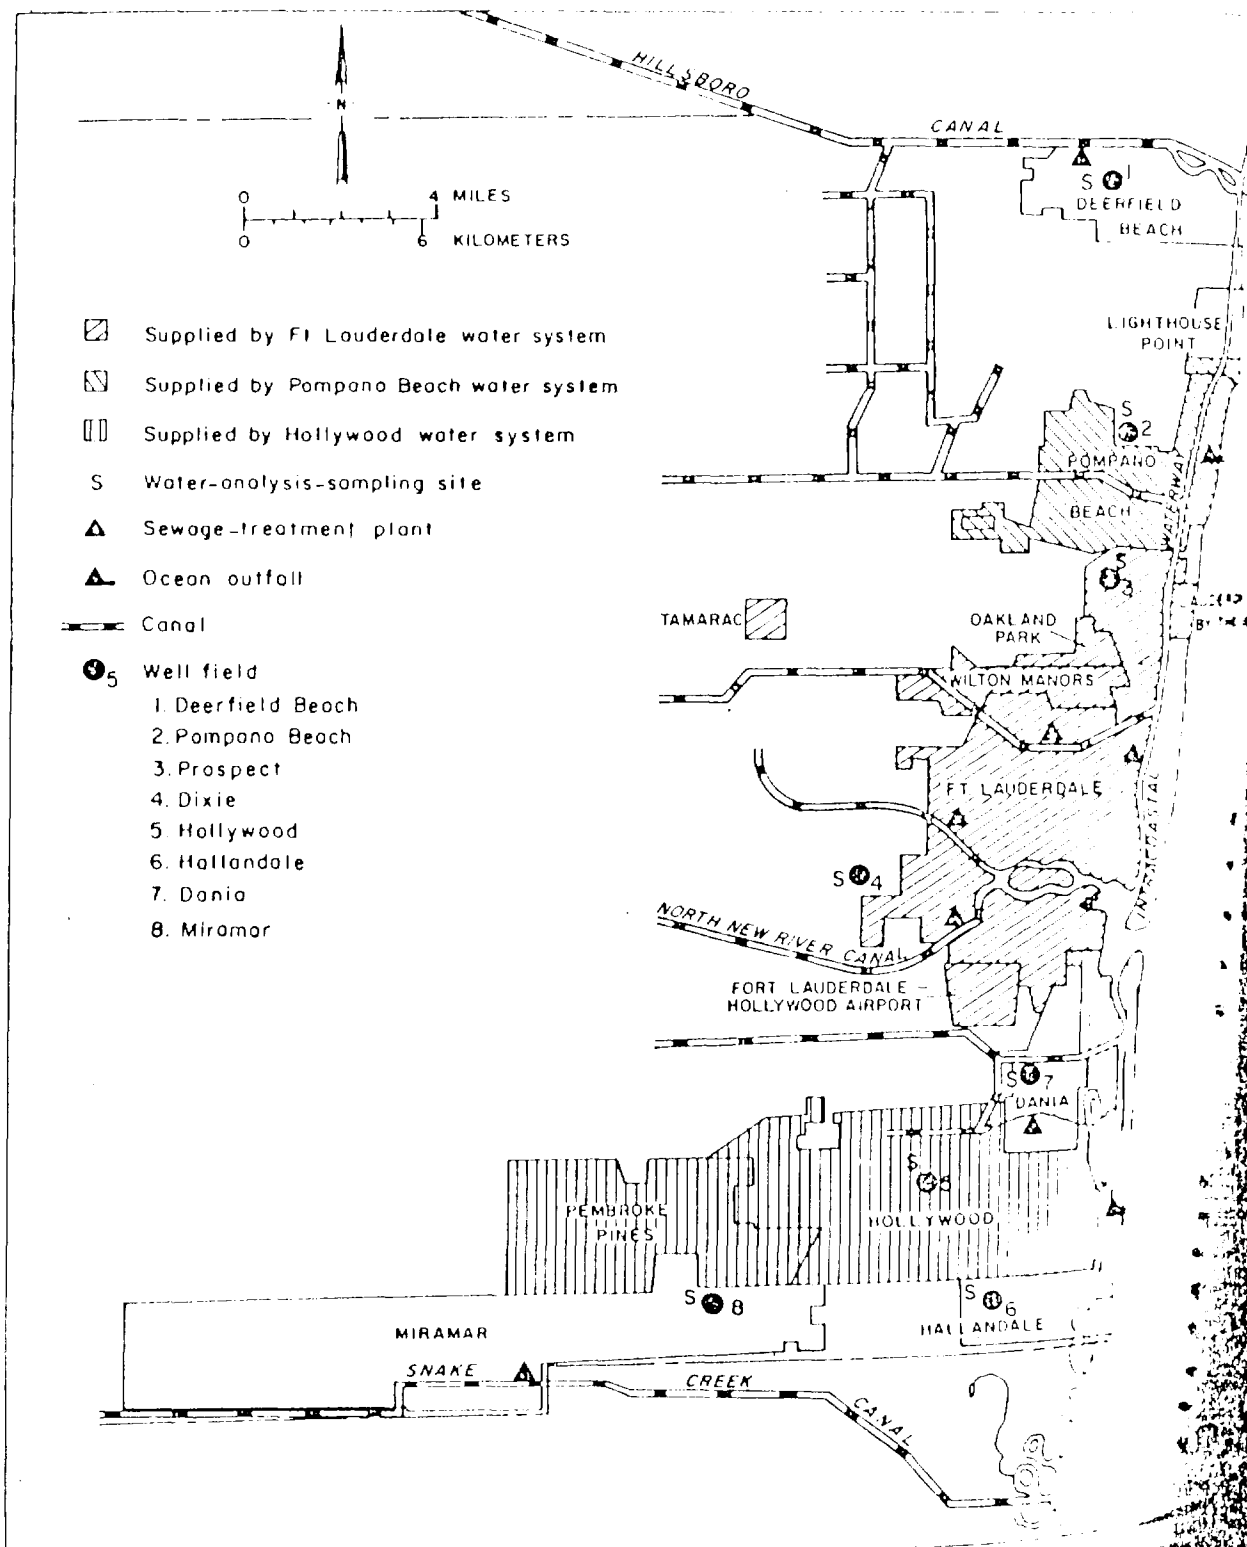 HILLSBORO
CANAL
N
0 4 MILES
0 6 KILOMETERS
S 1
DEERFIELD
BEACH
LIGHTHOUSE
POINT
Supplied by Ft Lauderdale water system
Supplied by Pompano Beach water system
Supplied by Hollywood water system
S Water-analysis-sampling site
Sewage-treatment plant
Ocean outfall
Canal
5 Well field
1. Deerfield Beach
2. Pompano Beach
3. Prospect
4. Dixie
5. Hollywood
6. Hallandale
7. Dania
8. Miramar
S
2
POMPANO
BEACH
WATERWAY
S
3
BY THE
TAMARAC
OAKLAND
PARK
WILTON MANORS
FT. LAUDERDALE
INTRACOASTAL
S 4
NORTH NEW RIVER CANAL
FORT LAUDERDALE –
HOLLYWOOD AIRPORT
S 7
DANIA
S
5
PEMBROKE
PINES
HOLLYWOOD
S 8
S 6
HALLANDALE
MIRAMAR
SNAKE
CREEK
CANAL